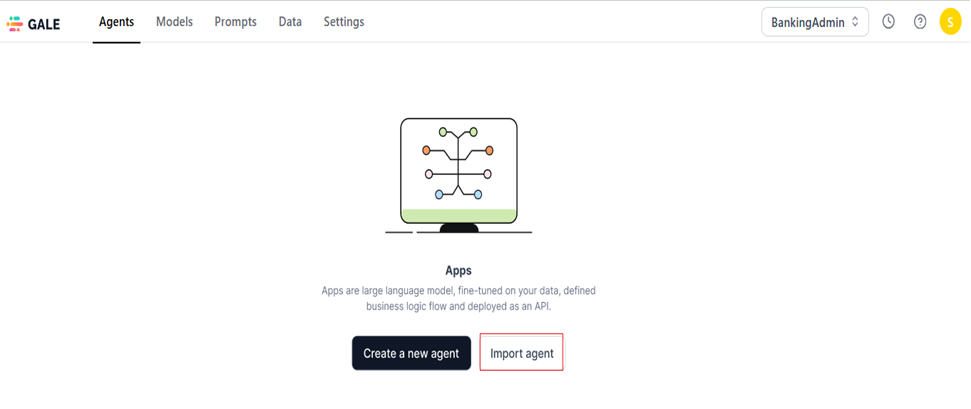 GALE Agents Models Prompts Data Settings BankingAdmin S
Apps
Apps are large language model, fine-tuned on your data, defined
business logic flow and deployed as an API.
Create a new agent Import agent